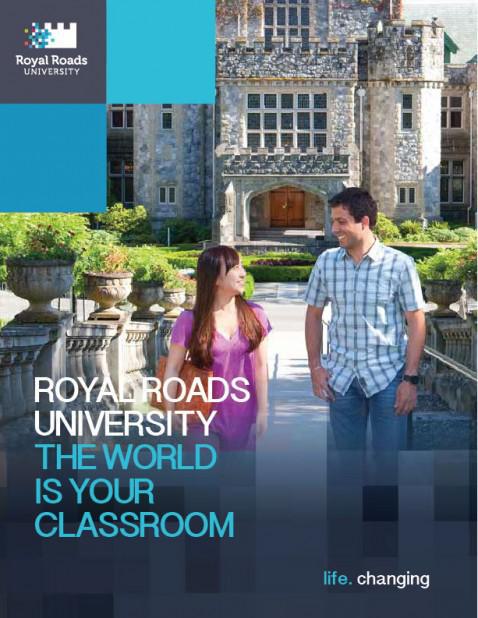 Royal Roads
UNIVERSITY
ROYAL ROADS
UNIVERSITY
THE WORLD
IS YOUR
CLASSROOM
life. changing